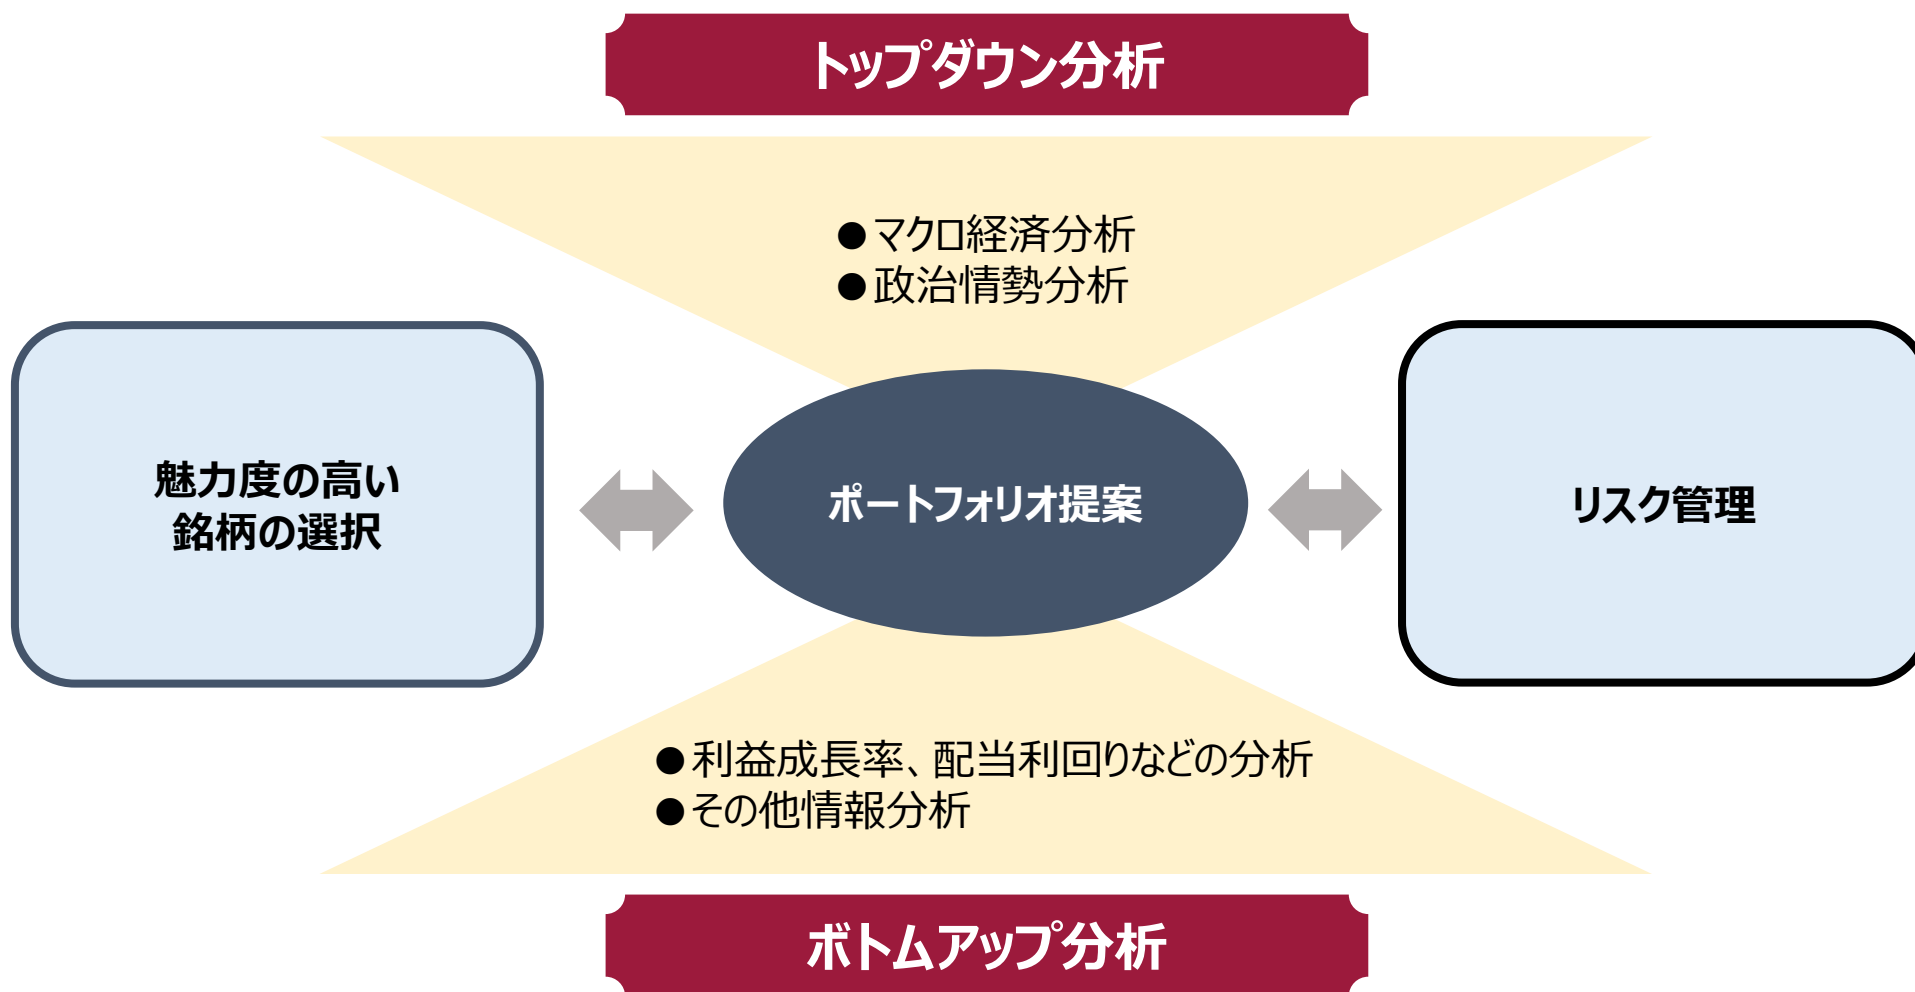 トップダウン分析
●マクロ経済分析
●政治情勢分析
魅力度の高い
銘柄の選択
ポートフォリオ提案
リスク管理
●利益成長率、配当利回りなどの分析
●その他情報分析
ボトムアップ分析